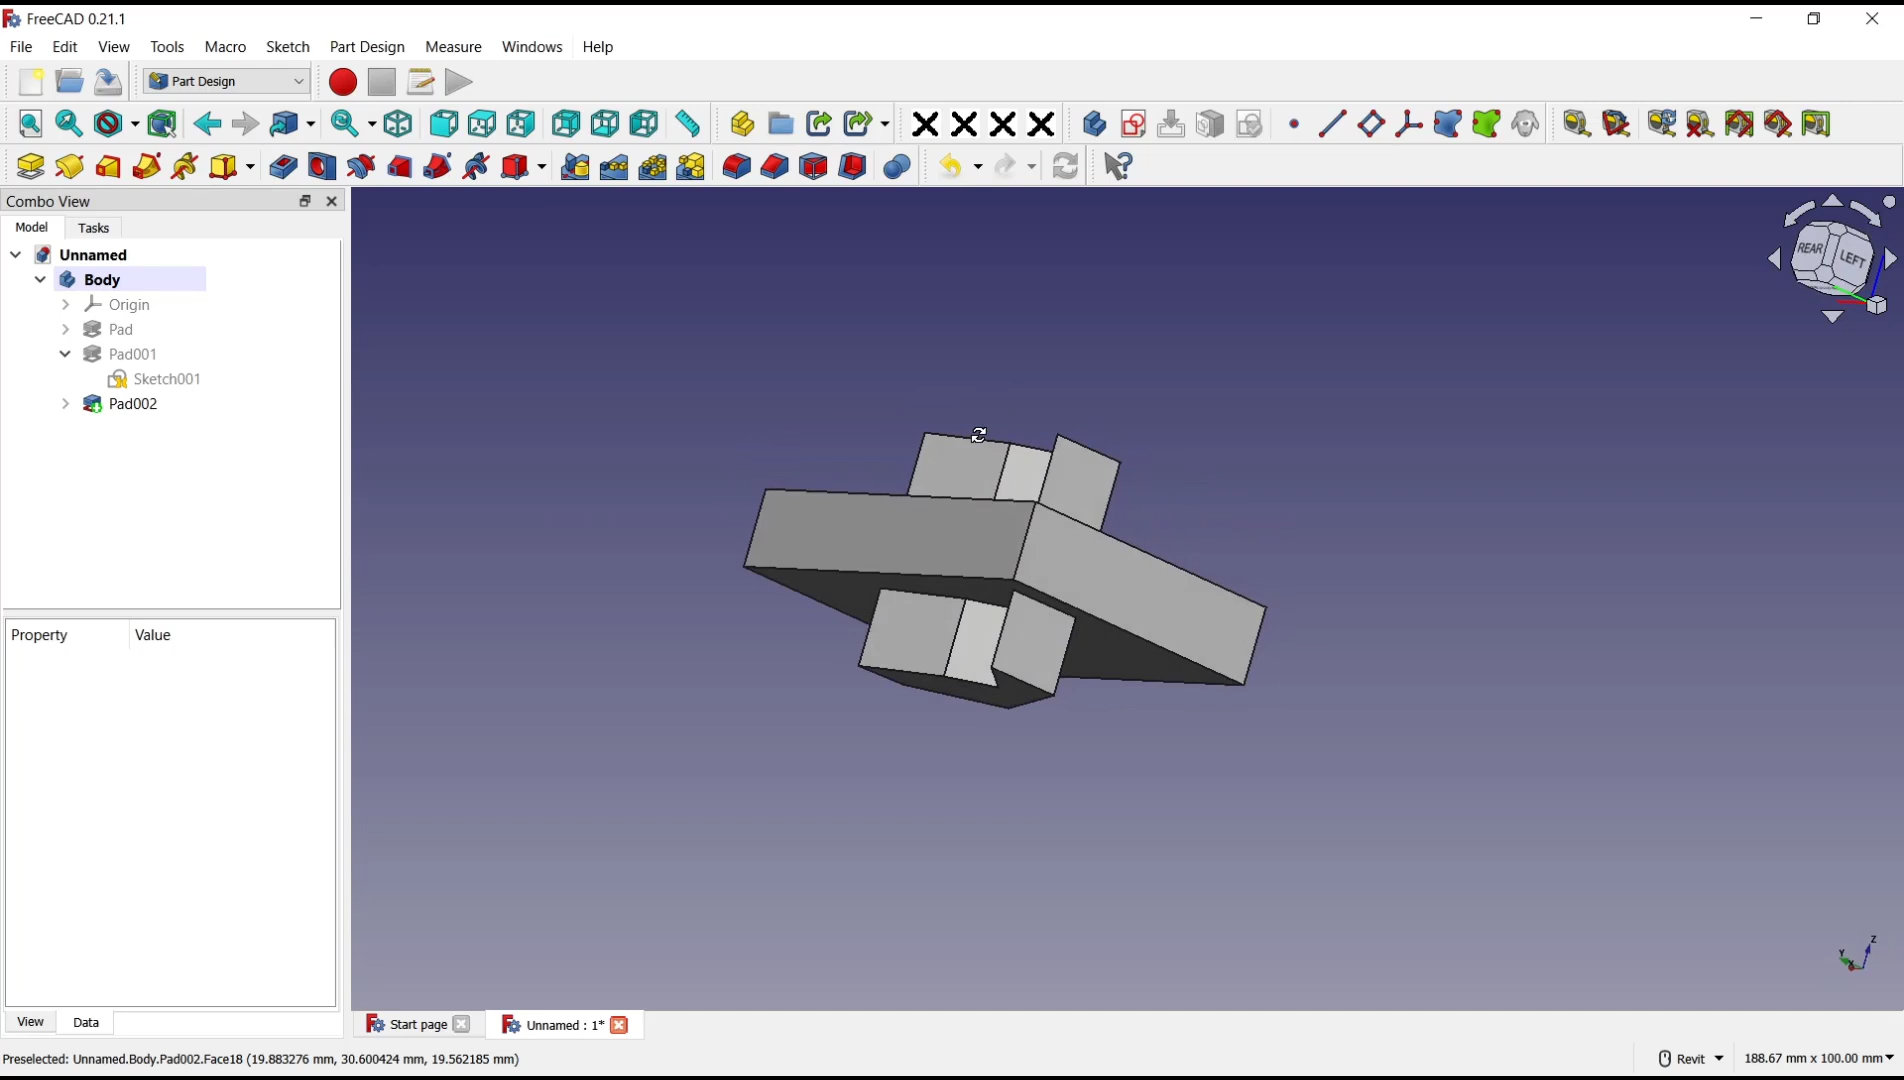 FreeCAD 0.21.1
File Edit View Tools Macro Sketch Part Design Measure Windows Help
Part Design
Combo View
Model Tasks
Unnamed
Body
Origin
Pad
Pad001
Sketch001
Pad002
REAR LEFT
Property Value
Z
Y
X
View Data
Start page Unnamed : 1*
Preselected: Unnamed.Body.Pad002.Face18 (19.883276 mm, 30.600424 mm, 19.562185 mm)
Revit 188.67 mm x 100.00 mm